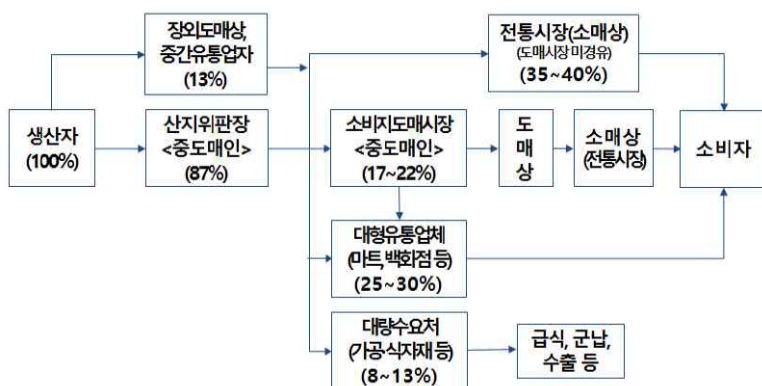 장외도매상,
중간유통업자
(13%)
전통시장(소매상)
(도매시장 미경유)
(35~40%)
생산자
(100%)
산지위판장
<중도매인>
(87%)
소비지도매시장
<중도매인>
(17~22%)
도
매
상
소매상
(전통시장)
소비자
대형유통업체
(마트,백화점 등)
(25~30%)
대량수요처
(가공·식자재 등)
(8~13%)
급식, 군납,
수출 등